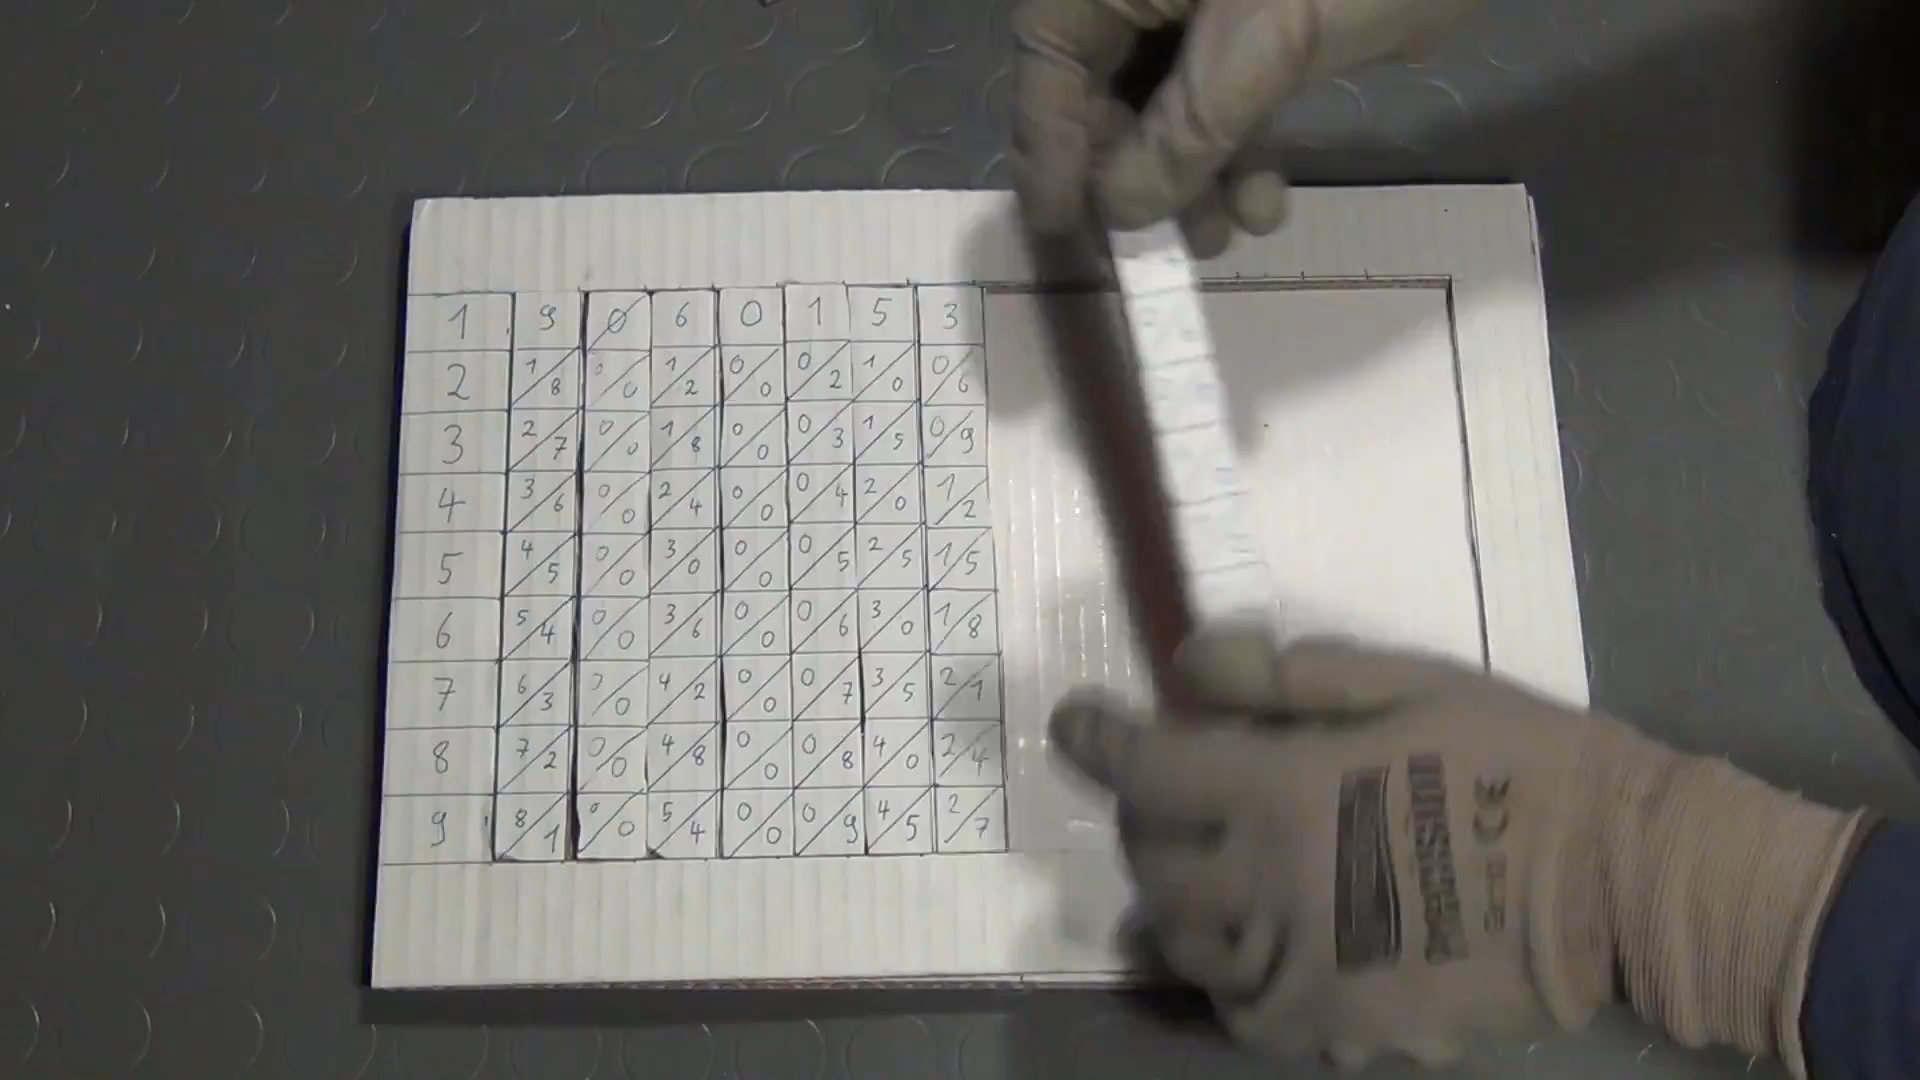 1 9 0 6 0 1 5 3
2 1/8 0/0 1/2 0/0 0/2 1/0 0/6
3 2/7 0/0 1/8 0/0 0/3 1/5 0/9
4 3/6 0/0 2/4 0/0 0/4 2/0 1/2
5 4/5 0/0 3/0 0/0 0/5 2/5 1/5
6 5/4 0/0 3/6 0/0 0/6 3/0 1/8
7 6/3 0/0 4/2 0/0 0/7 3/5 2/1
8 7/2 0/0 4/8 0/0 0/8 4/0 2/4
9 8/1 0/0 5/4 0/0 0/9 4/5 2/7